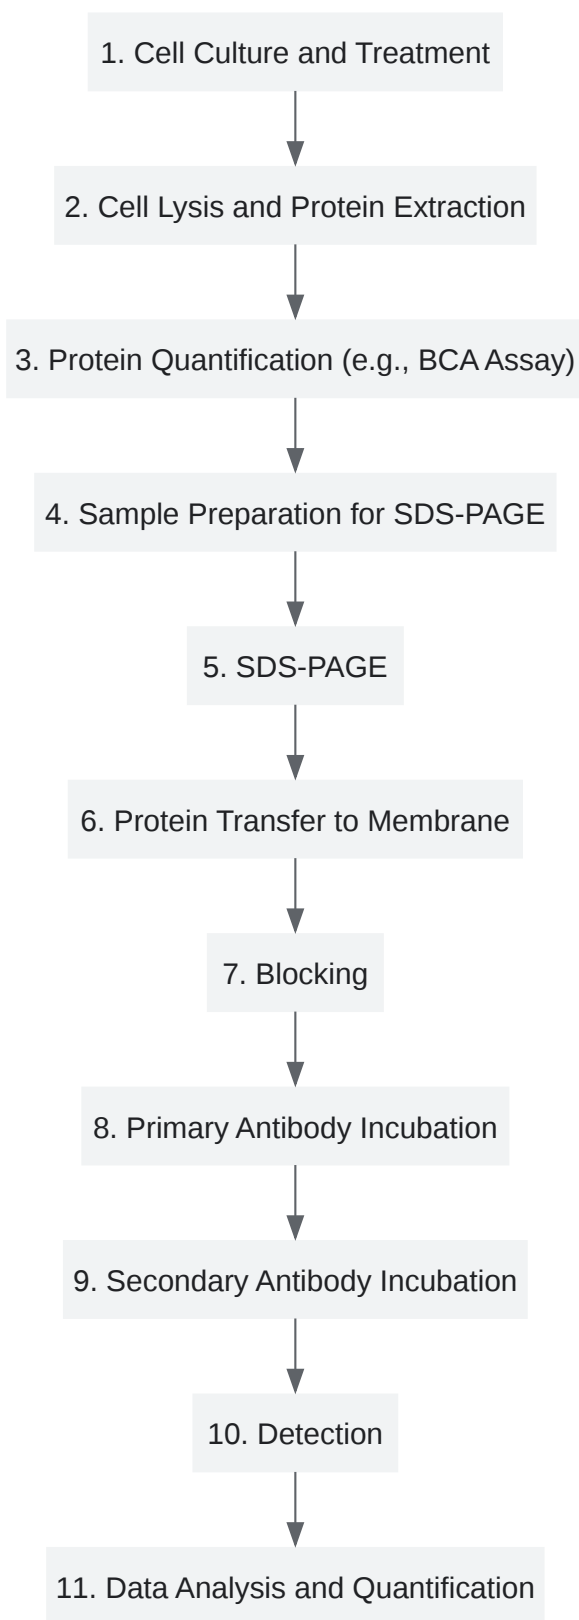 1. Cell Culture and Treatment
2. Cell Lysis and Protein Extraction
3. Protein Quantification (e.g., BCA Assay)
4. Sample Preparation for SDS-PAGE
5. SDS-PAGE
6. Protein Transfer to Membrane
7. Blocking
8. Primary Antibody Incubation
9. Secondary Antibody Incubation
10. Detection
11. Data Analysis and Quantification